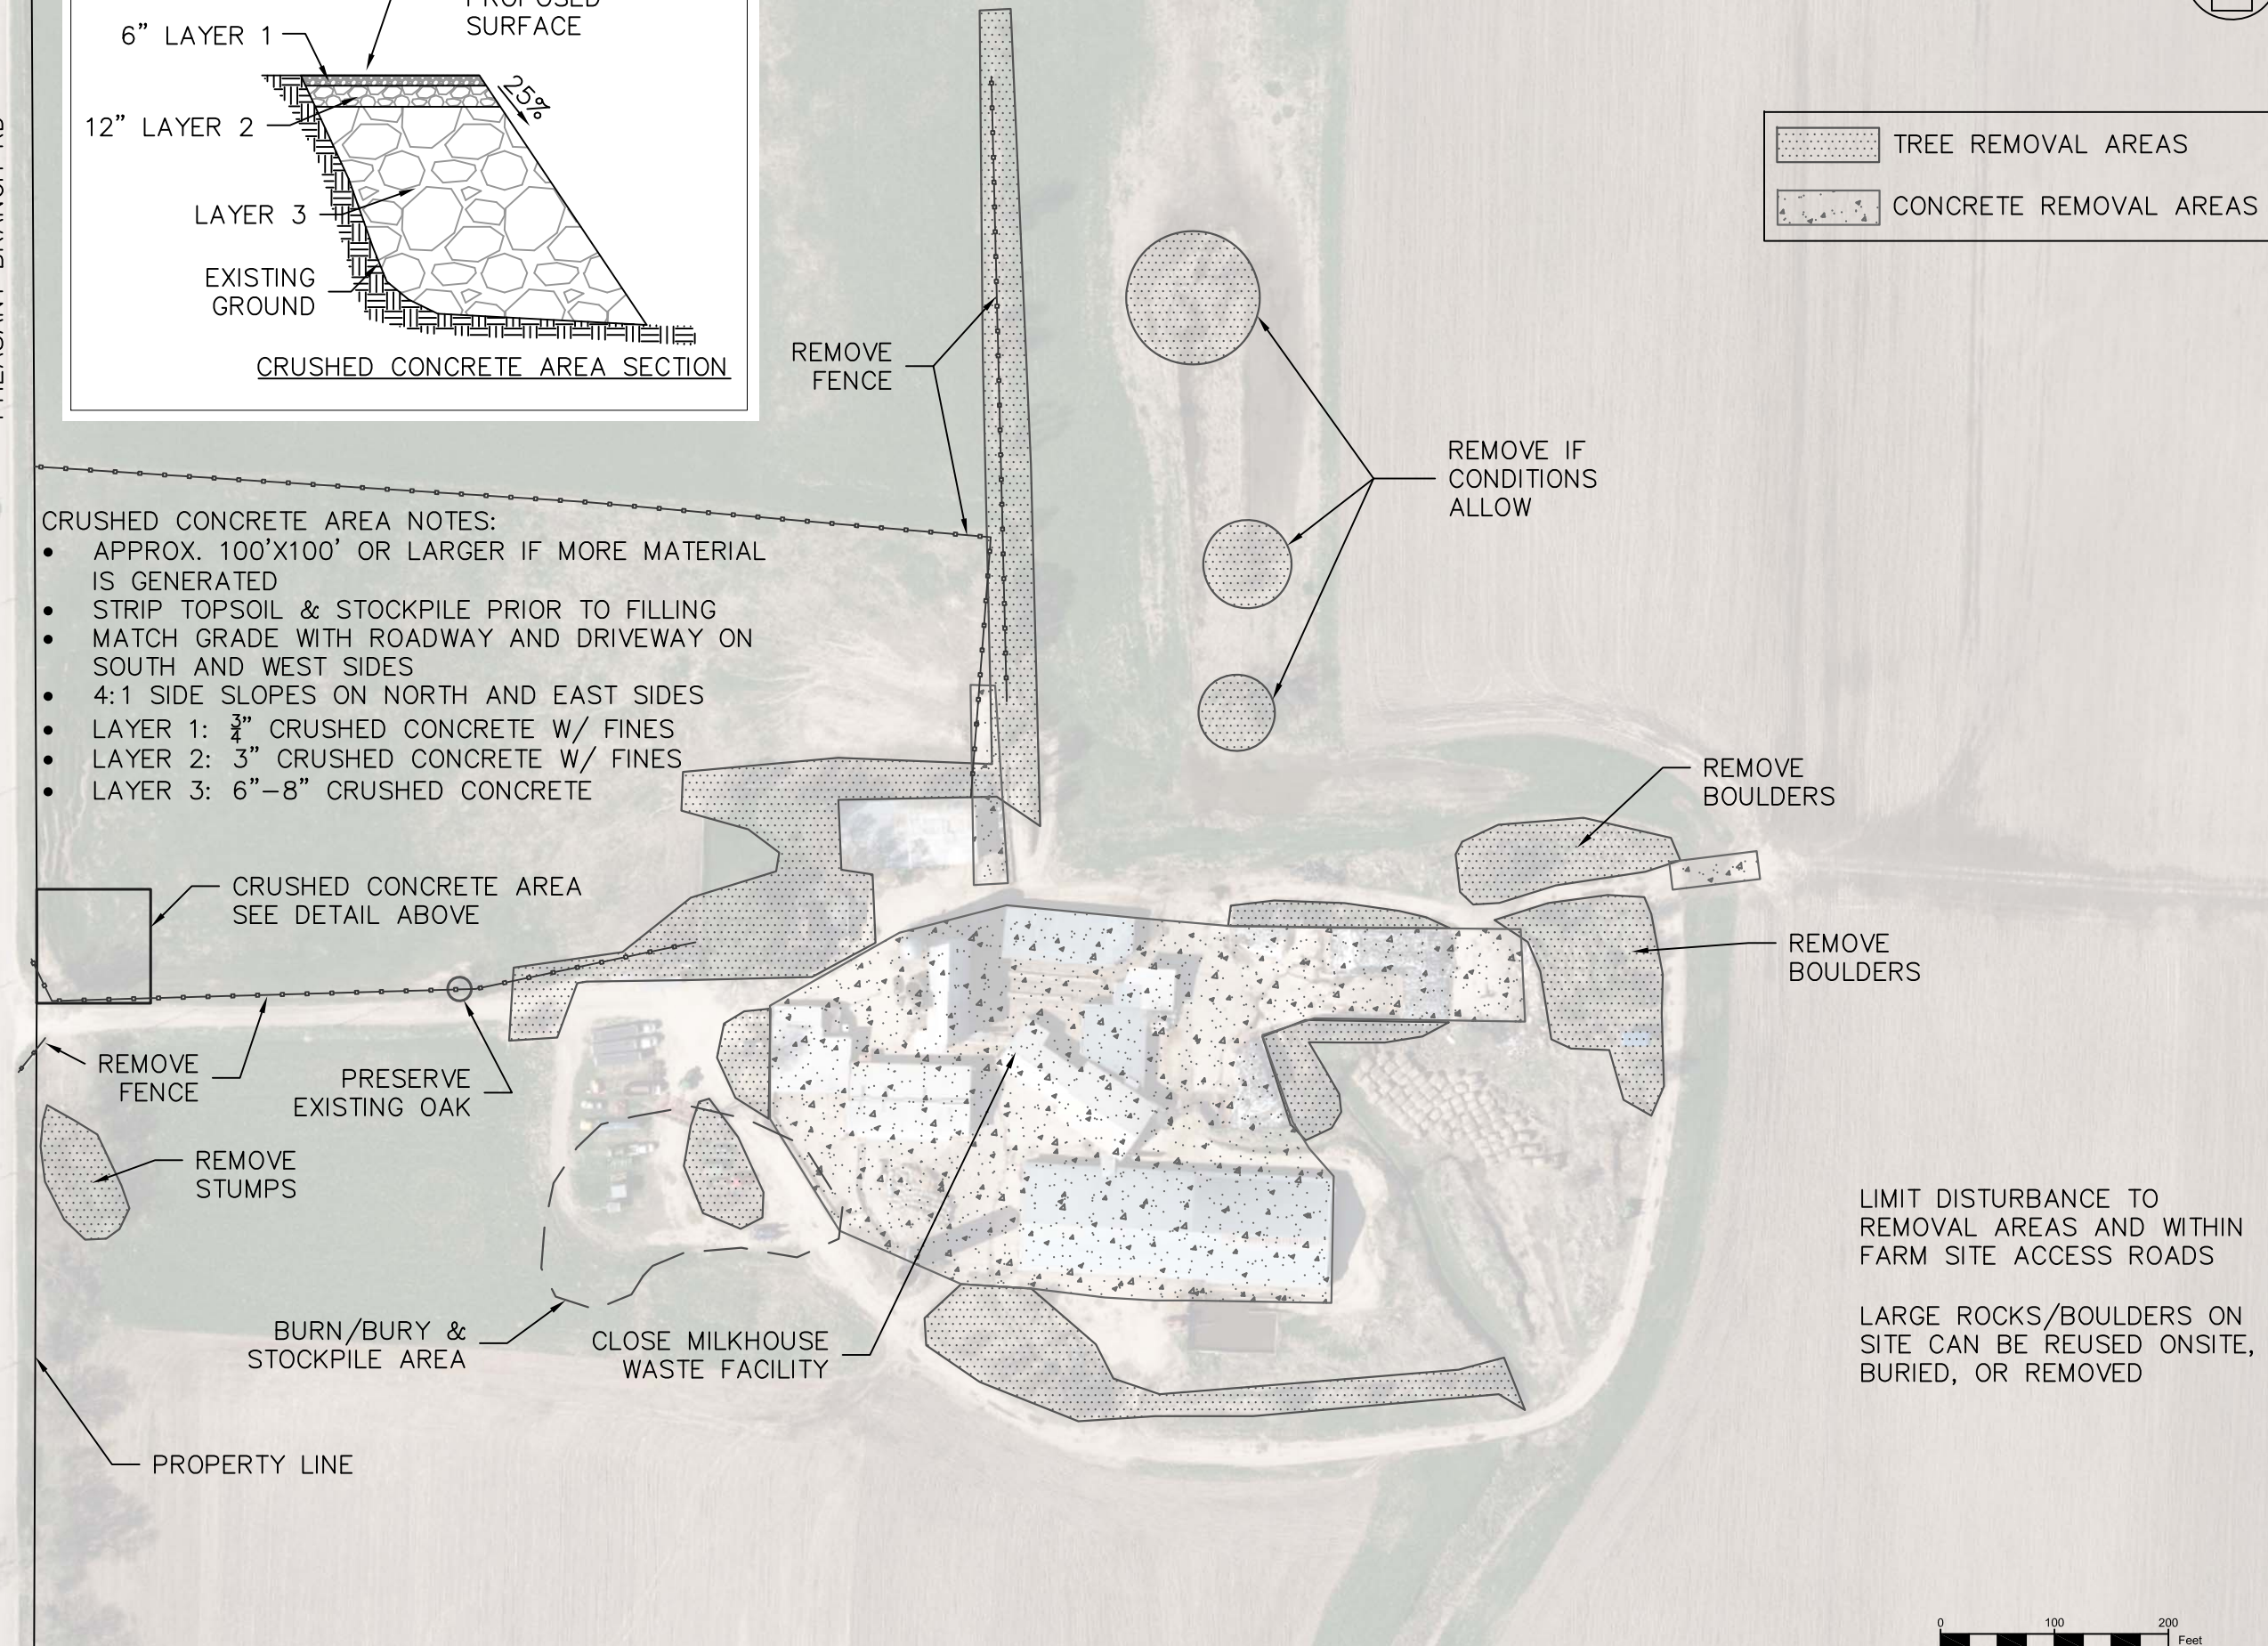 PROPOSED
SURFACE
6" LAYER 1
25%
12" LAYER 2
LAYER 3
EXISTING
GROUND
CRUSHED CONCRETE AREA SECTION
TREE REMOVAL AREAS
CONCRETE REMOVAL AREAS
REMOVE
FENCE
REMOVE IF
CONDITIONS
ALLOW
CRUSHED CONCRETE AREA NOTES:
• APPROX. 100'X100' OR LARGER IF MORE MATERIAL
IS GENERATED
• STRIP TOPSOIL & STOCKPILE PRIOR TO FILLING
• MATCH GRADE WITH ROADWAY AND DRIVEWAY ON
SOUTH AND WEST SIDES
• 4:1 SIDE SLOPES ON NORTH AND EAST SIDES
• LAYER 1: ¾" CRUSHED CONCRETE W/ FINES
• LAYER 2: 3" CRUSHED CONCRETE W/ FINES
• LAYER 3: 6"-8" CRUSHED CONCRETE
REMOVE
BOULDERS
CRUSHED CONCRETE AREA
SEE DETAIL ABOVE
REMOVE
BOULDERS
REMOVE
FENCE
PRESERVE
EXISTING OAK
REMOVE
STUMPS
LIMIT DISTURBANCE TO
REMOVAL AREAS AND WITHIN
FARM SITE ACCESS ROADS
LARGE ROCKS/BOULDERS ON
SITE CAN BE REUSED ONSITE,
BURIED, OR REMOVED
BURN/BURY &
STOCKPILE AREA
CLOSE MILKHOUSE
WASTE FACILITY
PROPERTY LINE
0 100 200
Feet